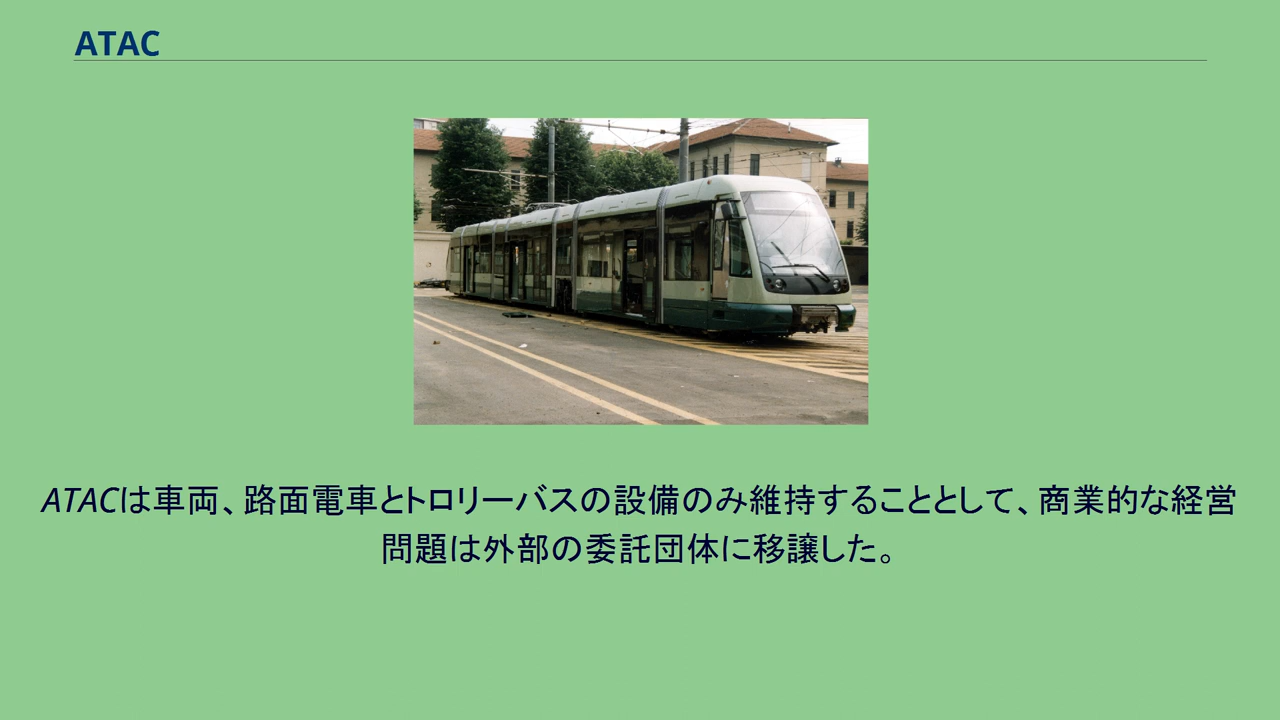 ATAC
ATACは車両、路面電車とトロリーバスの設備のみ維持することとして、商業的な経営
問題は外部の委託団体に移譲した。